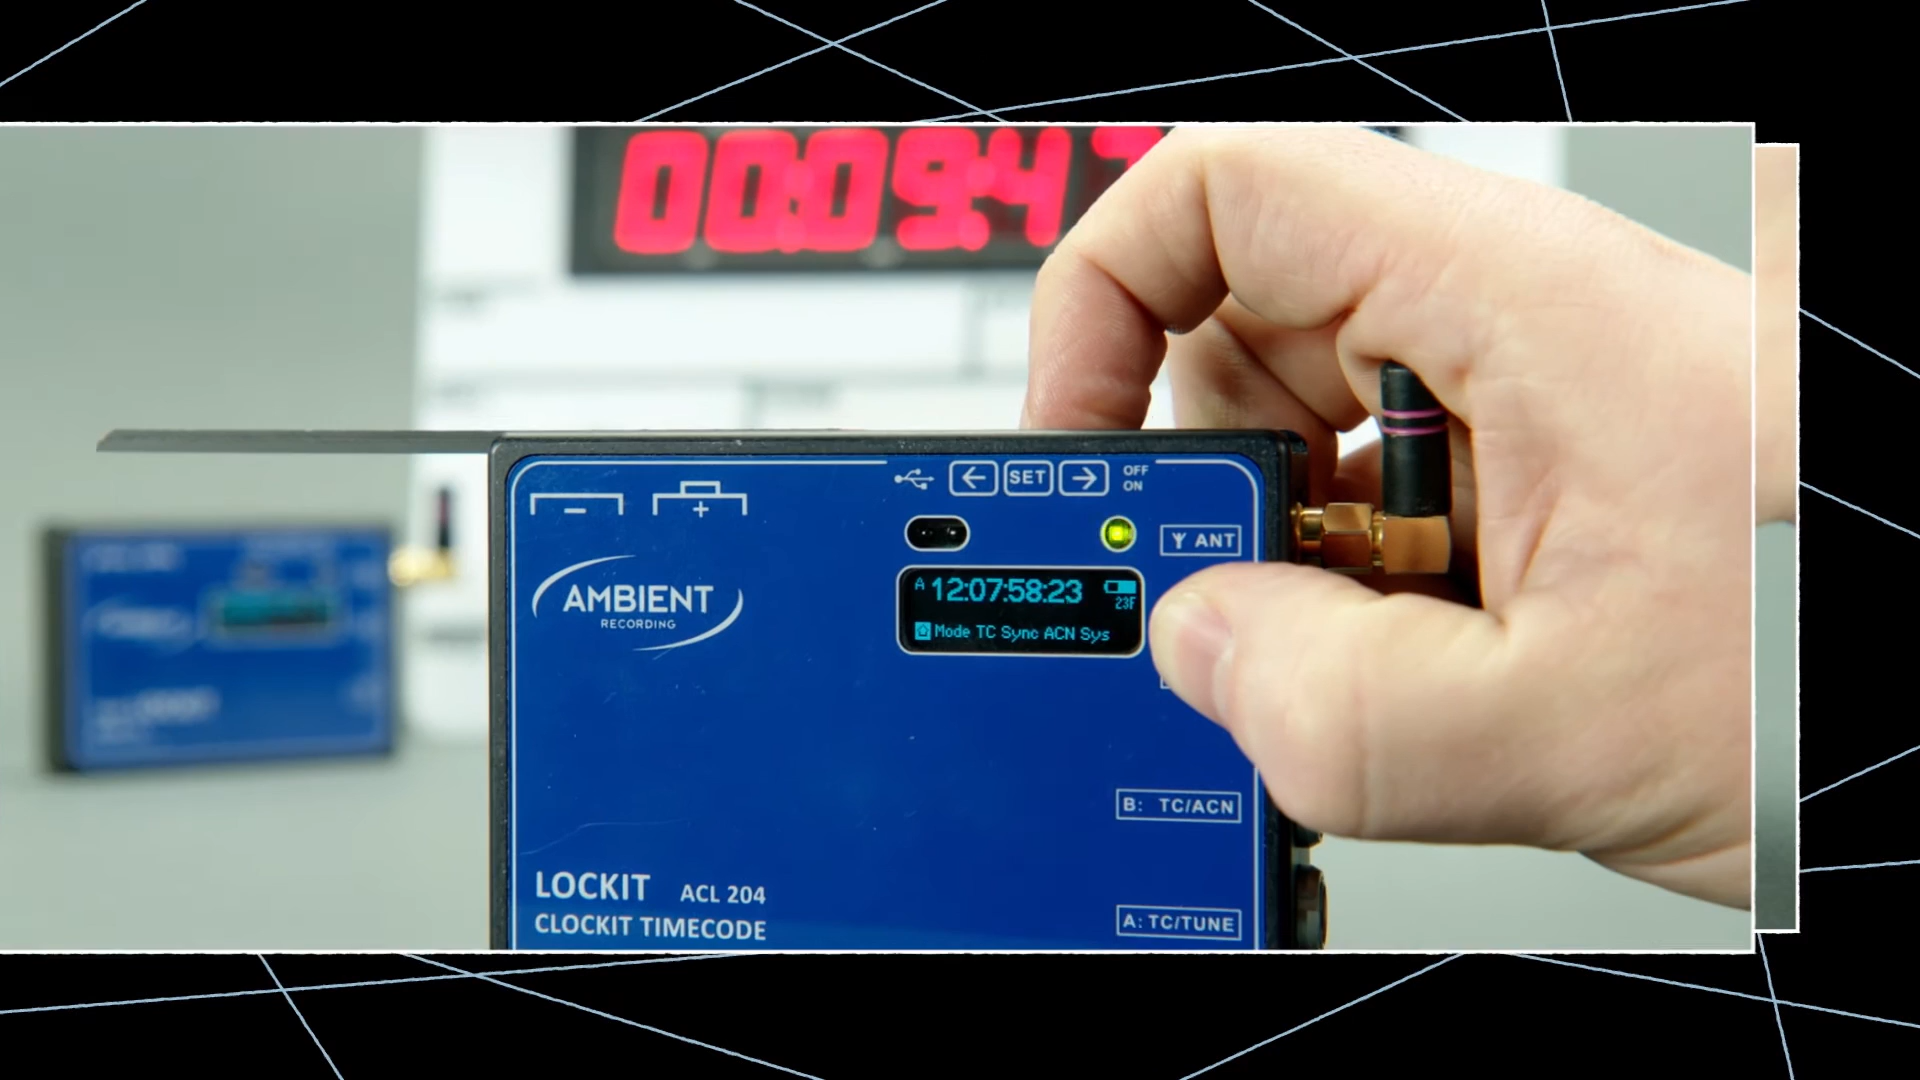 00:09:47
SET
OFF
ON
ANT
A 12:07:58:23
23F
Mode TC Sync ACN Sys
AMBIENT
RECORDING
B: TC/ACN
LOCKIT ACL 204
CLOCKIT TIMECODE
A: TC/TUNE